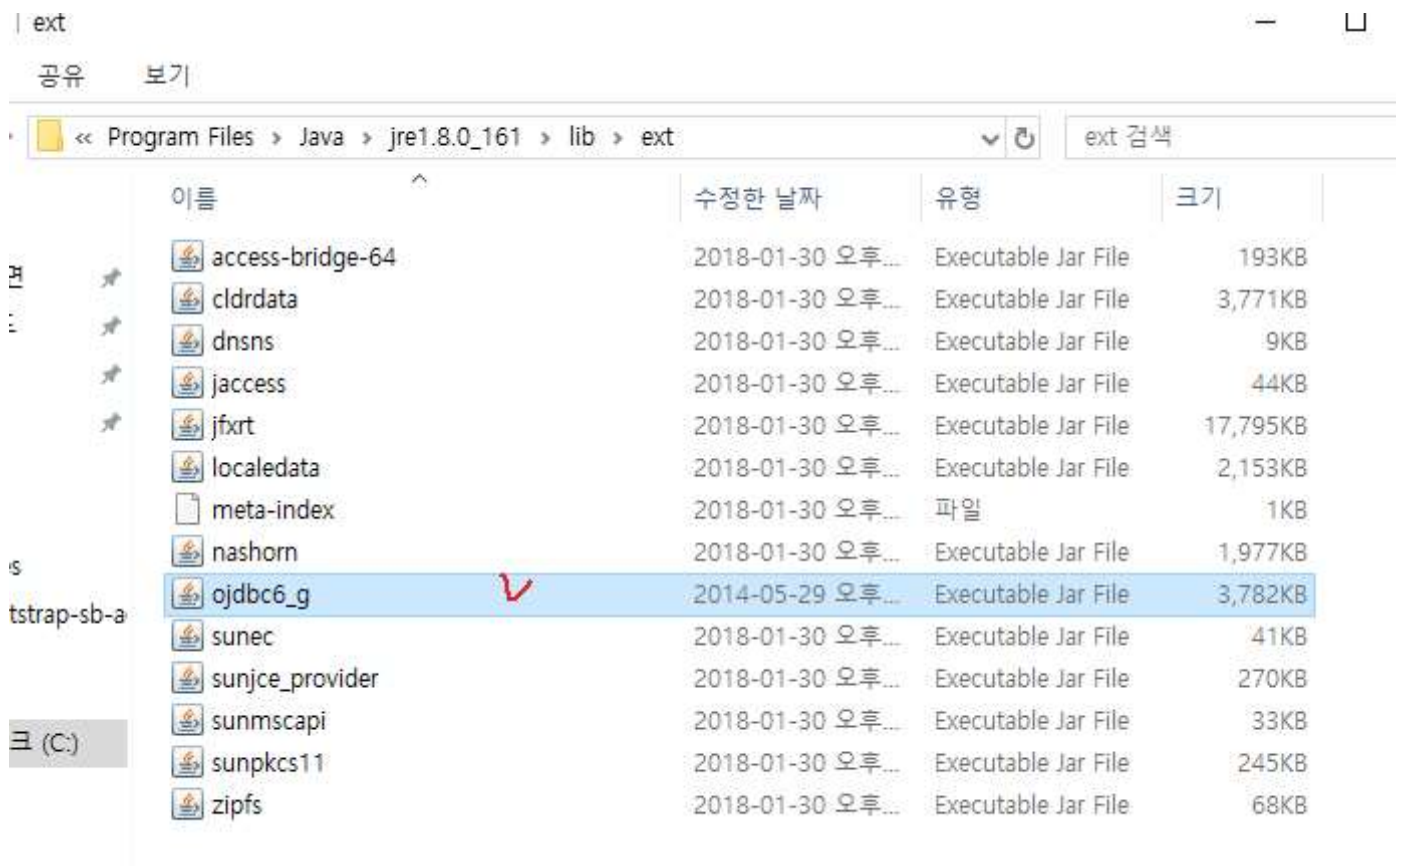 ext
공유 보기
« Program Files > Java > jre1.8.0_161 > lib > ext ext 검색
이름 수정한 날짜 유형 크기
access-bridge-64 2018-01-30 오후... Executable Jar File 193KB
cldrdata 2018-01-30 오후... Executable Jar File 3,771KB
dnsns 2018-01-30 오후... Executable Jar File 9KB
jaccess 2018-01-30 오후... Executable Jar File 44KB
jfxrt 2018-01-30 오후... Executable Jar File 17,795KB
localedata 2018-01-30 오후... Executable Jar File 2,153KB
meta-index 2018-01-30 오후... 파일 1KB
nashorn 2018-01-30 오후... Executable Jar File 1,977KB
ojdbc6_g 2014-05-29 오후... Executable Jar File 3,782KB
tstrap-sb-a
sunec 2018-01-30 오후... Executable Jar File 41KB
sunjce_provider 2018-01-30 오후... Executable Jar File 270KB
sunmscapi 2018-01-30 오후... Executable Jar File 33KB
크 (C:)
sunpkcs11 2018-01-30 오후... Executable Jar File 245KB
zipfs 2018-01-30 오후... Executable Jar File 68KB